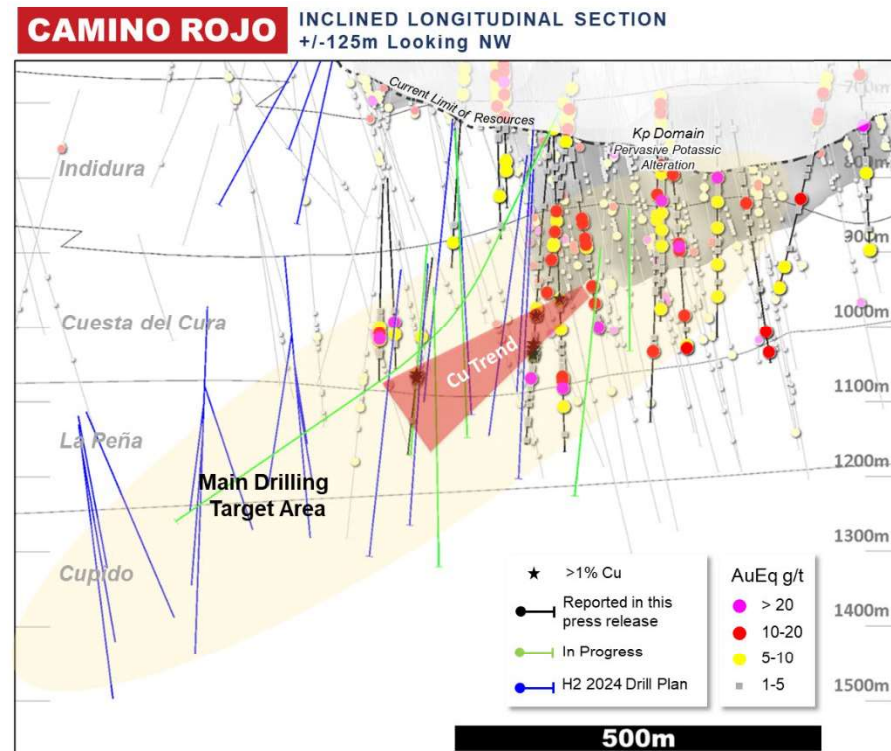 CAMINO ROJO
INCLINED LONGITUDINAL SECTION
+/-125m Looking NW
Current Limit of Resources
Kp Domain
Pervasive Potassic
Alteration
700m
800m
Indidura
900m
Cuesta del Cura
1000m
Cu Trend
1100m
La Peña
1200m
Main Drilling
Target Area
1300m
Cupido
1400m
1500m
>1% Cu
Reported in this
press release
In Progress
H2 2024 Drill Plan
AuEq g/t
> 20
10-20
5-10
1-5
500m